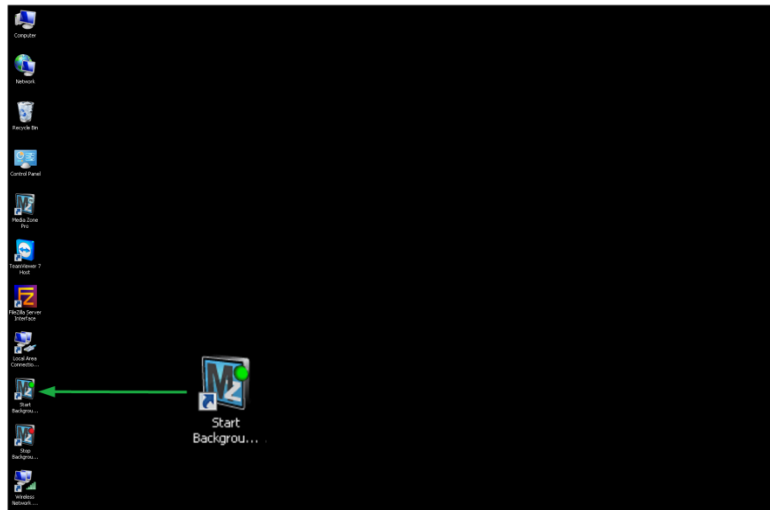 Computer
Network
Recycle Bin
Control Panel
Media Zone
Pro
TeamViewer 7
Host
FileZilla Server
Interface
Local Area
Connectio...
Start
Backgrou...
Stop
Backgrou...
Wireless
Network ...
M2
Start
Backgrou...